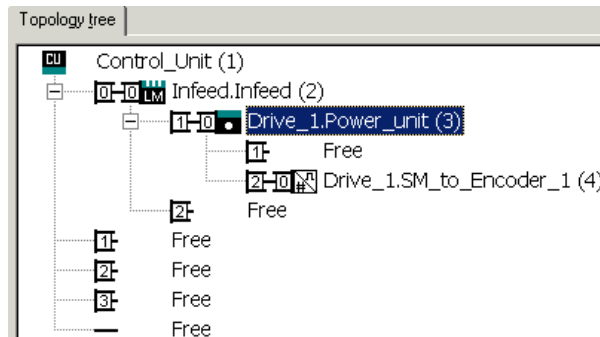 Topology tree
CU Control_Unit (1)
0 0 LM Infeed.Infeed (2)
1 0 Drive_1.Power_unit (3)
1 Free
2 0 # Drive_1.SM_to_Encoder_1 (4)
2 Free
1 Free
2 Free
3 Free
Free